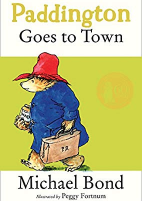 Paddington
Goes to Town
Michael Bond
Illustrated by Peggy Fortnum